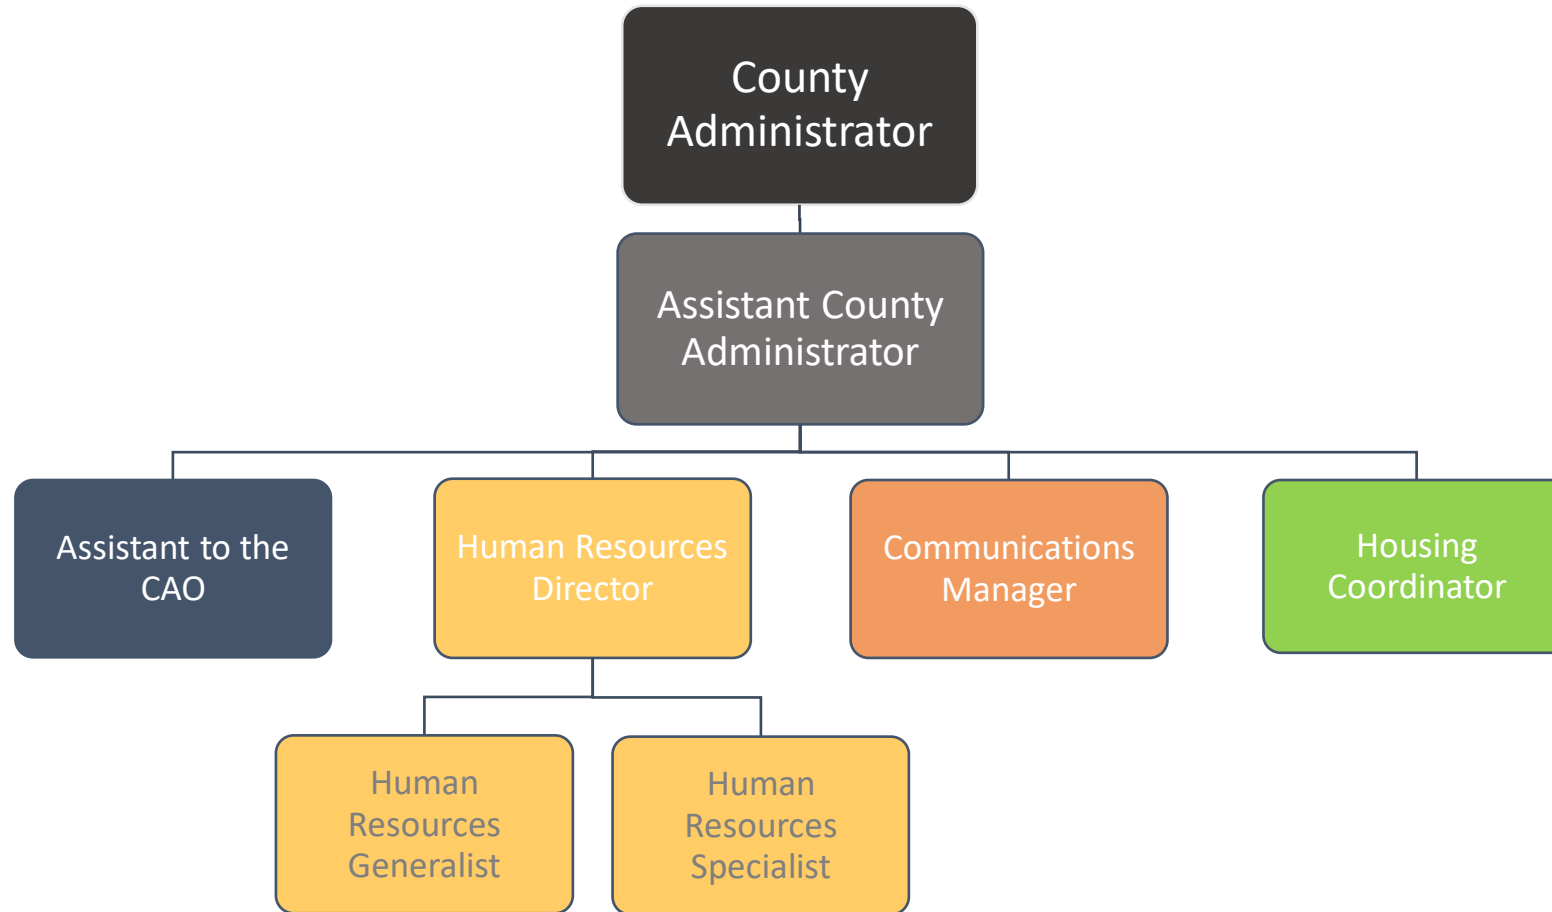 County
Administrator
Assistant County
Administrator
Assistant to the
CAO
Human Resources
Director
Communications
Manager
Housing
Coordinator
Human
Resources
Generalist
Human
Resources
Specialist